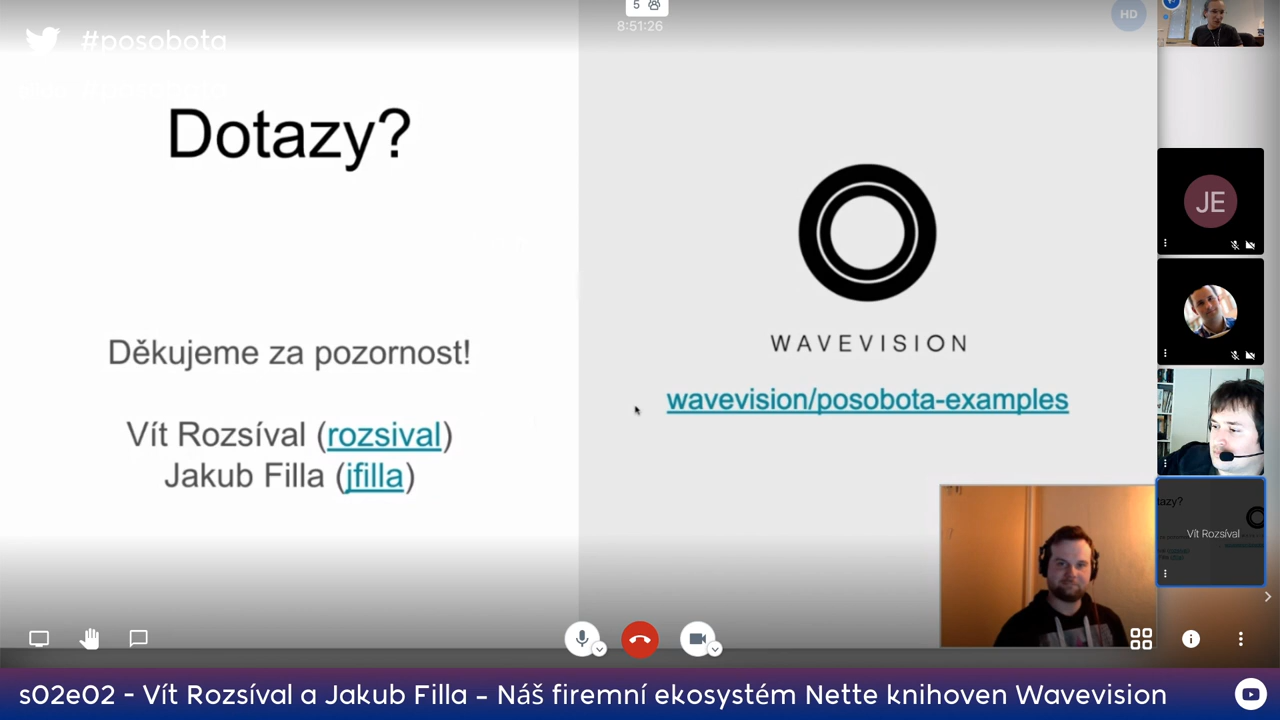 5
8:51:26
HD
#posobota
Dotazy?
Děkujeme za pozornost!
Vít Rozsíval (rozsival)
Jakub Filla (jfilla)
WAVEVISION
wavevision/posobota-examples
JE
tazy?
Vít Rozsíval
s02e02 - Vít Rozsíval a Jakub Filla – Náš firemní ekosystém Nette knihoven Wavevision